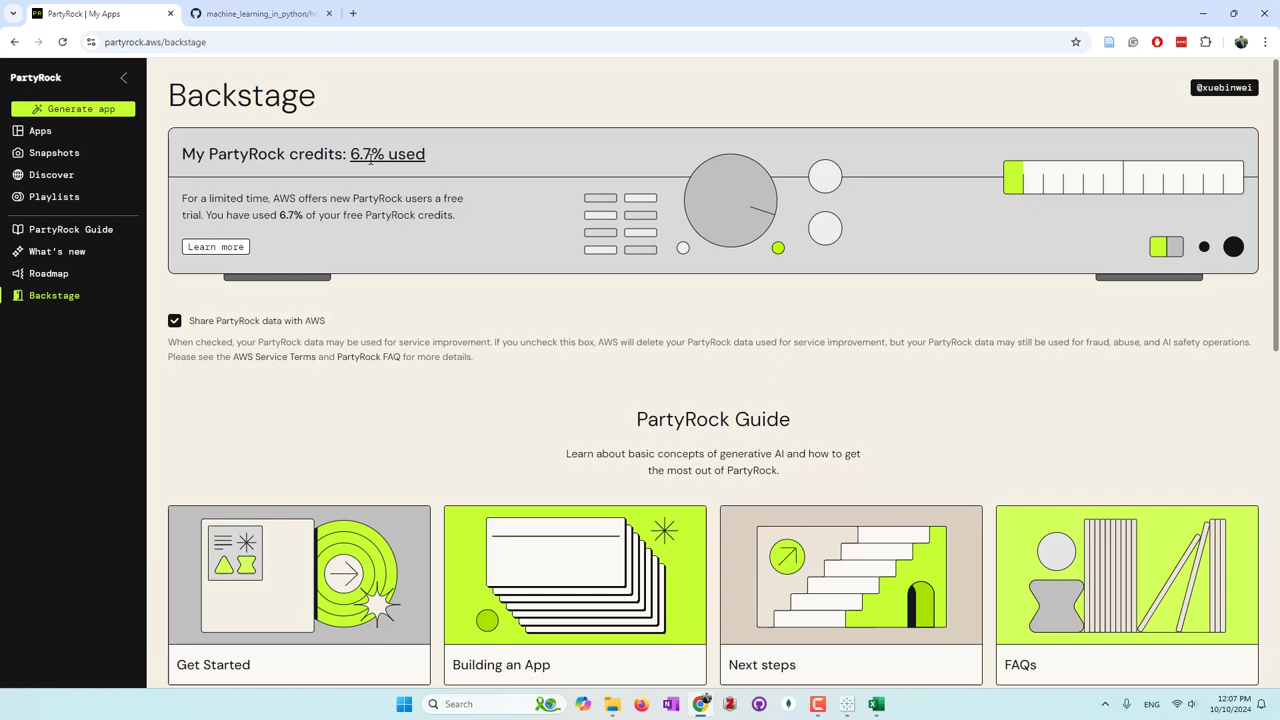 PartyRock | My Apps
machine_learning_in_python/h
partyrock.aws/backstage
PartyRock
Generate app
Apps
Snapshots
Discover
Playlists
PartyRock Guide
What's new
Roadmap
Backstage
Backstage
@xuebinwei
My PartyRock credits: 6.7% used
For a limited time, AWS offers new PartyRock users a free
trial. You have used 6.7% of your free PartyRock credits.
Learn more
Share PartyRock data with AWS
When checked, your PartyRock data may be used for service improvement. If you uncheck this box, AWS will delete your PartyRock data used for service improvement, but your PartyRock data may still be used for fraud, abuse, and AI safety operations.
Please see the AWS Service Terms and PartyRock FAQ for more details.
PartyRock Guide
Learn about basic concepts of generative AI and how to get
the most out of PartyRock.
Get Started
Building an App
Next steps
FAQs
Search
ENG
12:07 PM
10/10/2024